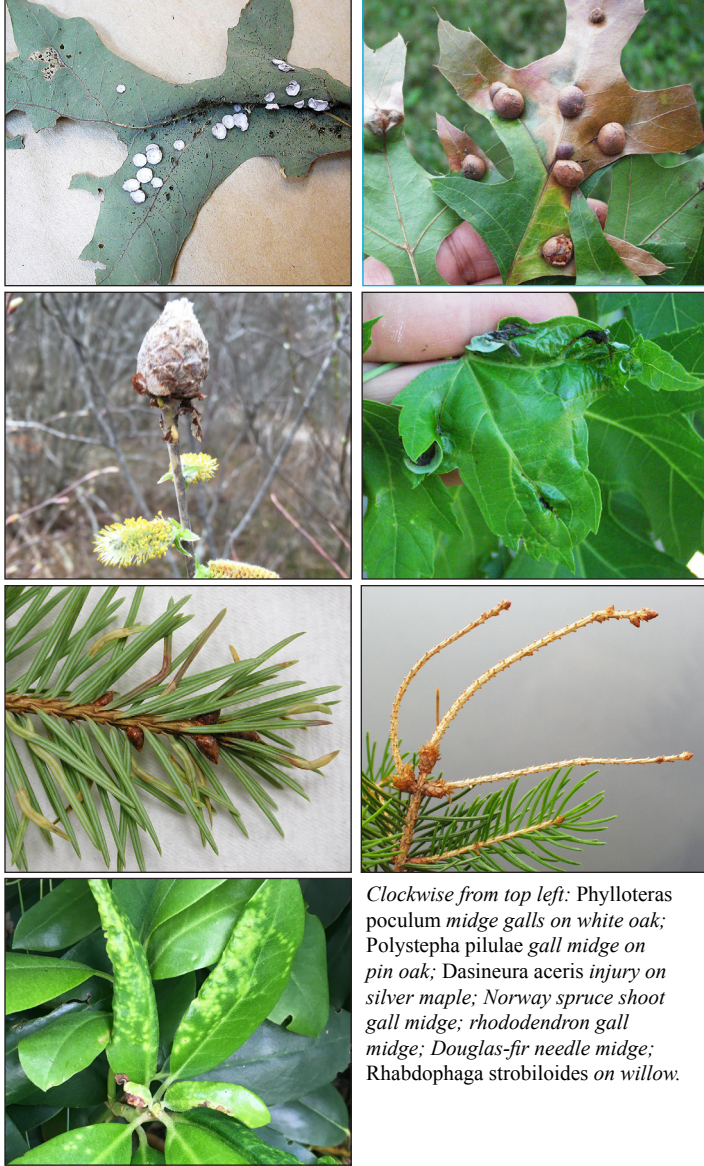 Clockwise from top left: Phylloteras
poculum midge galls on white oak;
Polystepha pilulae gall midge on
pin oak; Dasineura aceris injury on
silver maple; Norway spruce shoot
gall midge; rhododendron gall
midge; Douglas-fir needle midge;
Rhabdophaga strobiloides on willow.